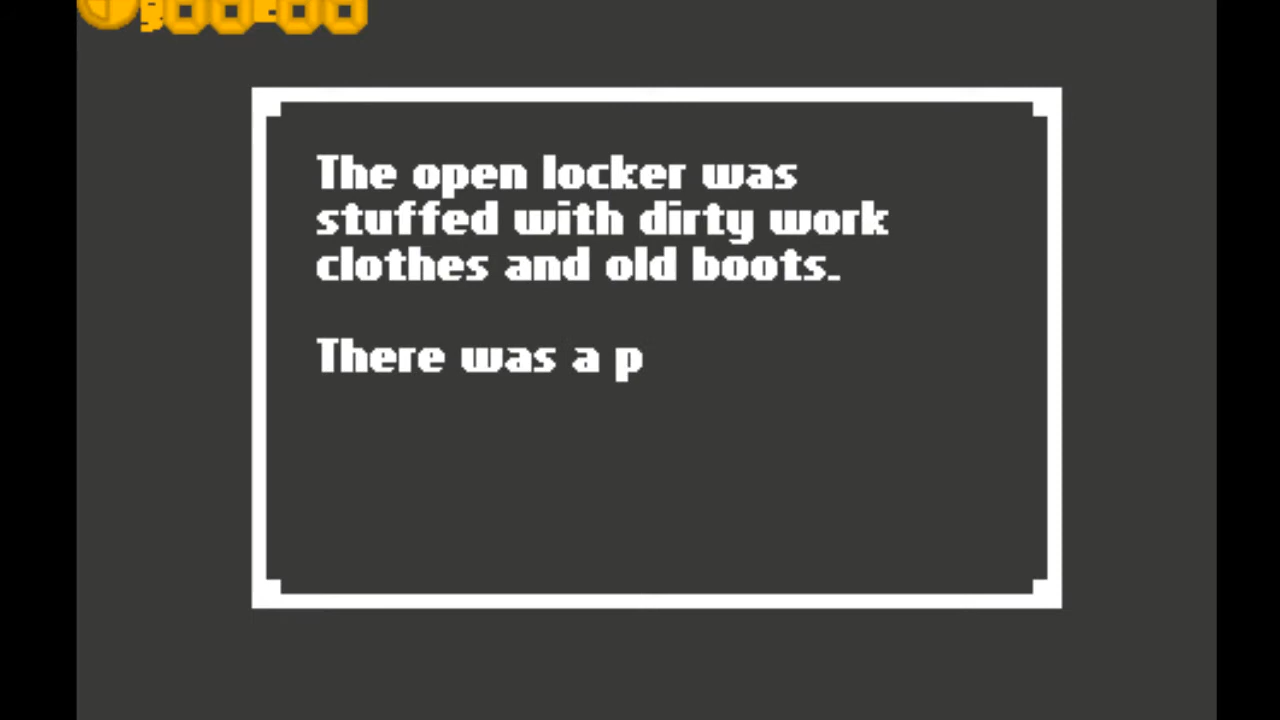 The open locker was
stuffed with dirty work
clothes and old boots.
There was a p